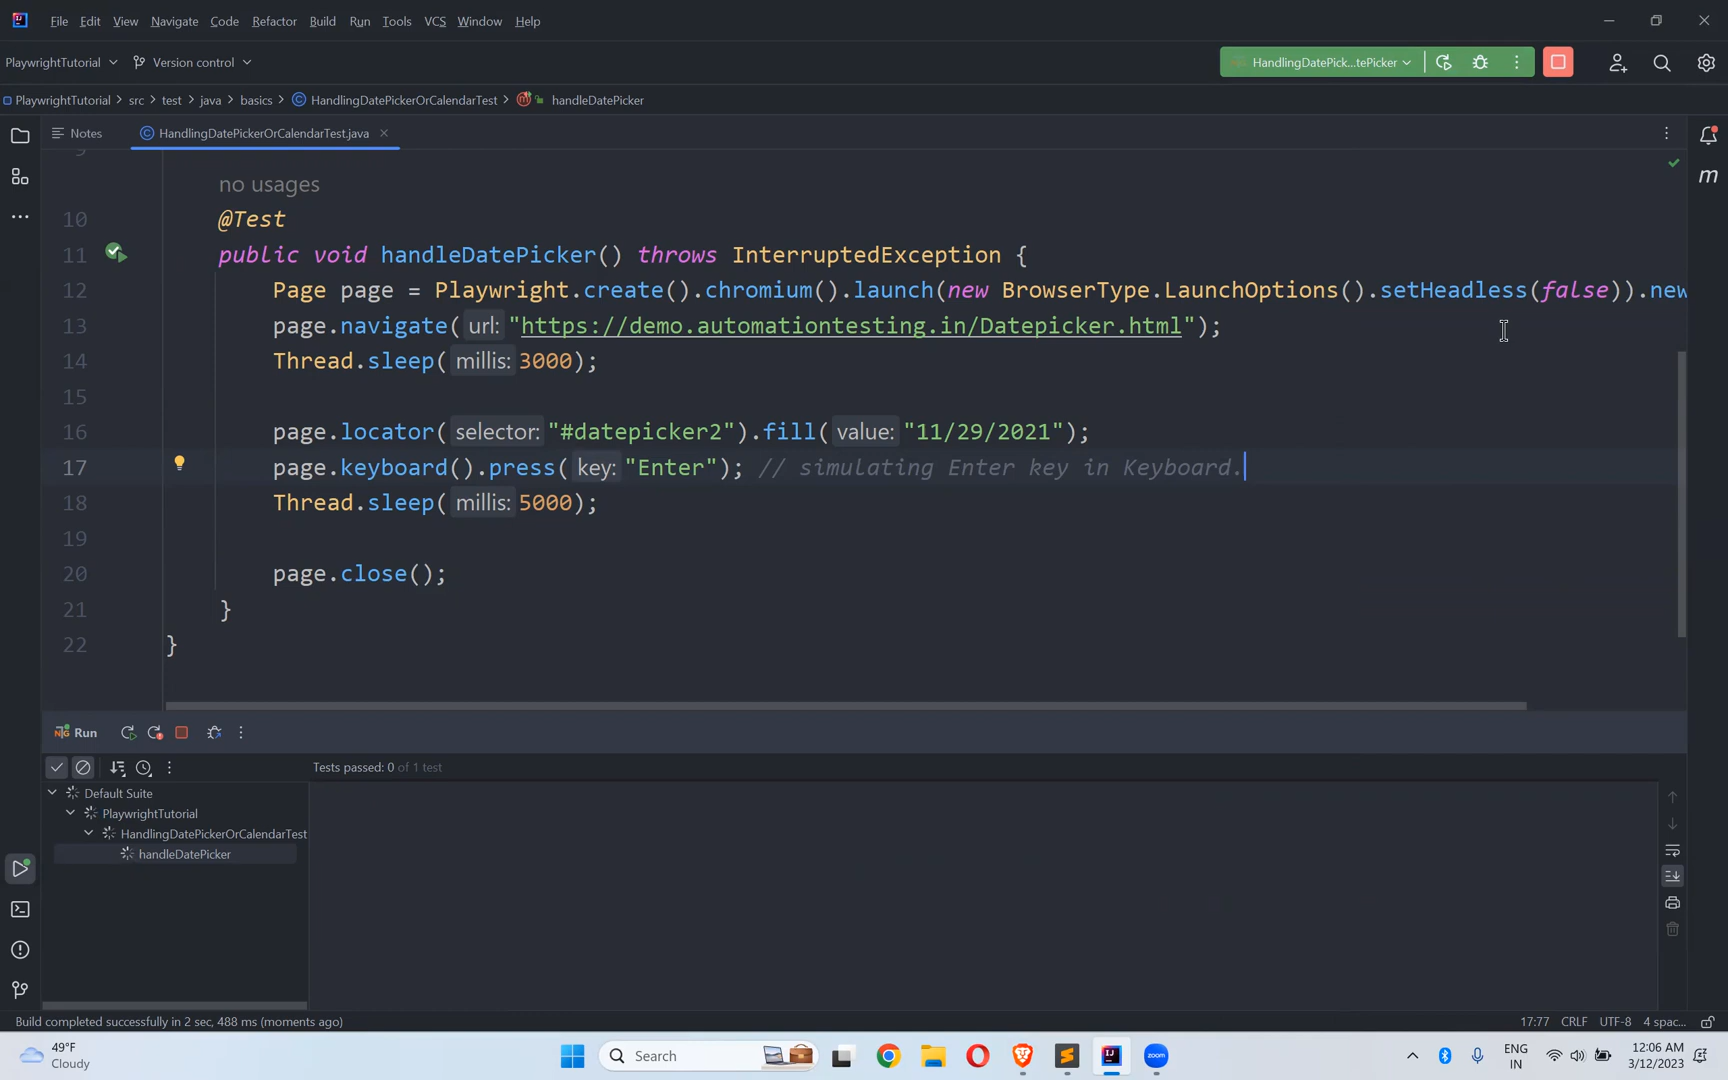 File Edit View Navigate Code Refactor Build Run Tools VCS Window Help
PlaywrightTutorial Version control HandlingDatePick...tePicker
PlaywrightTutorial > src > test > java > basics > HandlingDatePickerOrCalendarTest > handleDatePicker
Notes HandlingDatePickerOrCalendarTest.java
9
no usages
10 @Test
11 public void handleDatePicker() throws InterruptedException {
12 Page page = Playwright.create().chromium().launch(new BrowserType.LaunchOptions().setHeadless(false)).new
13 page.navigate( url: "https://demo.automationtesting.in/Datepicker.html");
14 Thread.sleep( millis: 3000);
15
16 page.locator( selector: "#datepicker2").fill( value: "11/29/2021");
17 page.keyboard().press( key: "Enter"); // simulating Enter key in Keyboard.
18 Thread.sleep( millis: 5000);
19
20 page.close();
21 }
22 }
Run
Tests passed: 0 of 1 test
Default Suite
PlaywrightTutorial
HandlingDatePickerOrCalendarTest
handleDatePicker
Build completed successfully in 2 sec, 488 ms (moments ago) 17:77 CRLF UTF-8 4 spac...
49°F
Cloudy
Search
zoom
ENG
IN
12:06 AM
3/12/2023